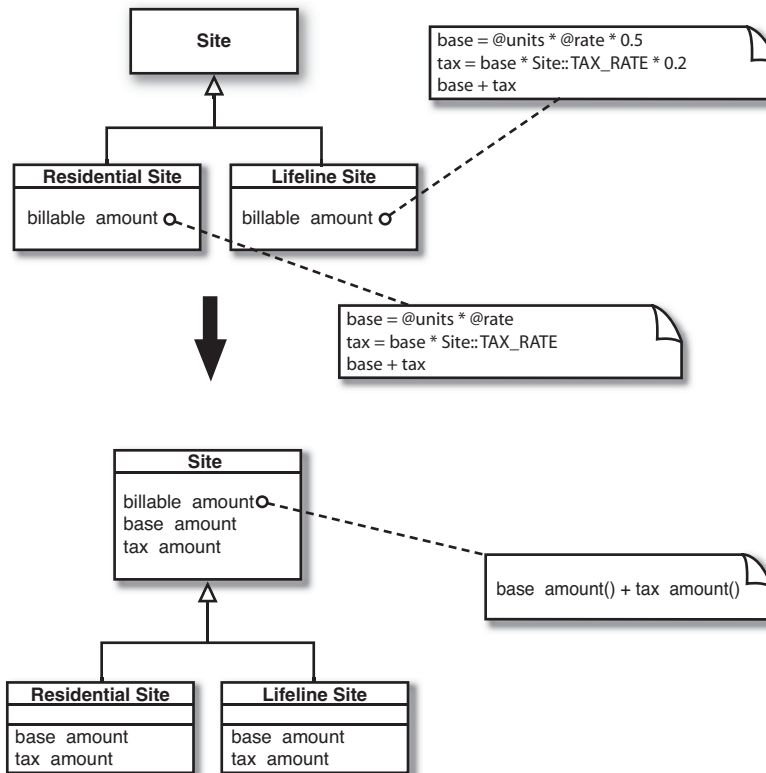 Site
base = @units * @rate * 0.5
tax = base * Site::TAX_RATE * 0.2
base + tax
Residential Site
billable amount
Lifeline Site
billable amount
base = @units * @rate
tax = base * Site::TAX_RATE
base + tax
Site
billable amount
base amount
tax amount
base amount() + tax amount()
Residential Site
base amount
tax amount
Lifeline Site
base amount
tax amount